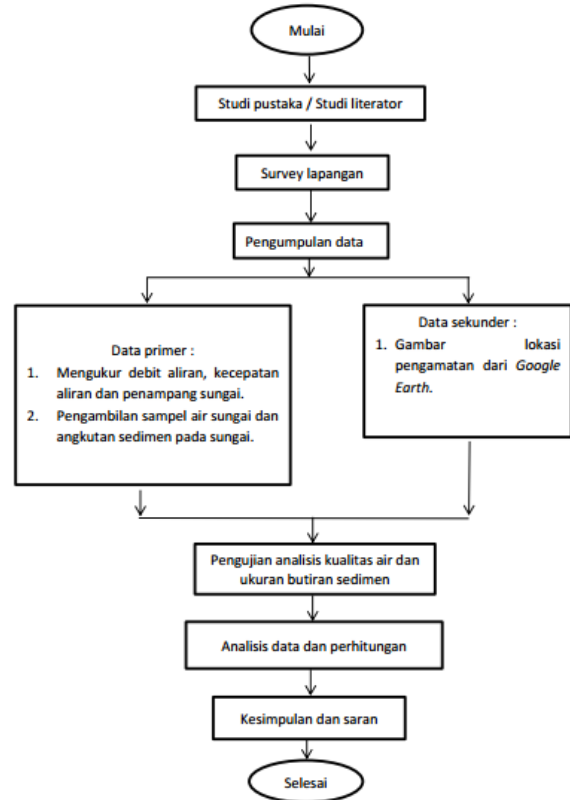 Mulai
Studi pustaka / Studi literator
Survey lapangan
Pengumpulan data
Data primer :
1. Mengukur debit aliran, kecepatan
aliran dan penampang sungai.
2. Pengambilan sampel air sungai dan
angkutan sedimen pada sungai.
Data sekunder :
1. Gambar lokasi
pengamatan dari Google
Earth.
Pengujian analisis kualitas air dan
ukuran butiran sedimen
Analisis data dan perhitungan
Kesimpulan dan saran
Selesai